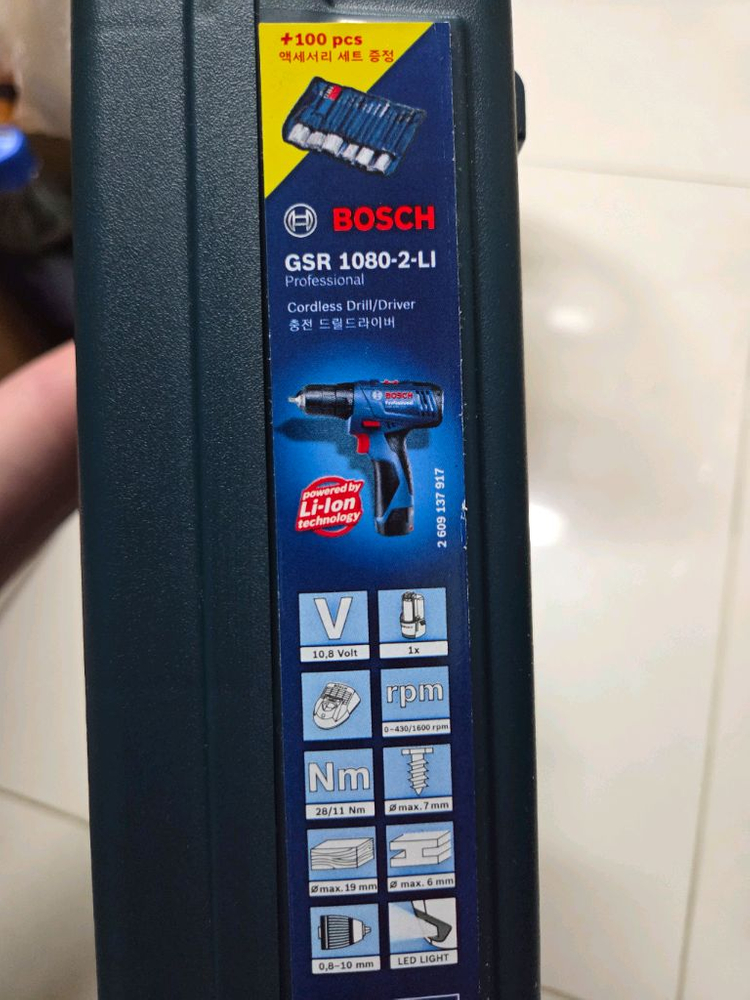 +100 pcs
액세서리 세트 증정
BOSCH
GSR 1080-2-LI
Professional
Cordless Drill/Driver
충전 드릴드라이버
BOSCH
Professional
powered by
Li-Ion
technology
2 609 137 917
V
10,8 Volt
1x
rpm
0-430/1600 rpm
Nm
28/11 Nm
Ø max. 7 mm
Ø max. 19 mm
Ø max. 6 mm
0,8-10 mm
LED LIGHT